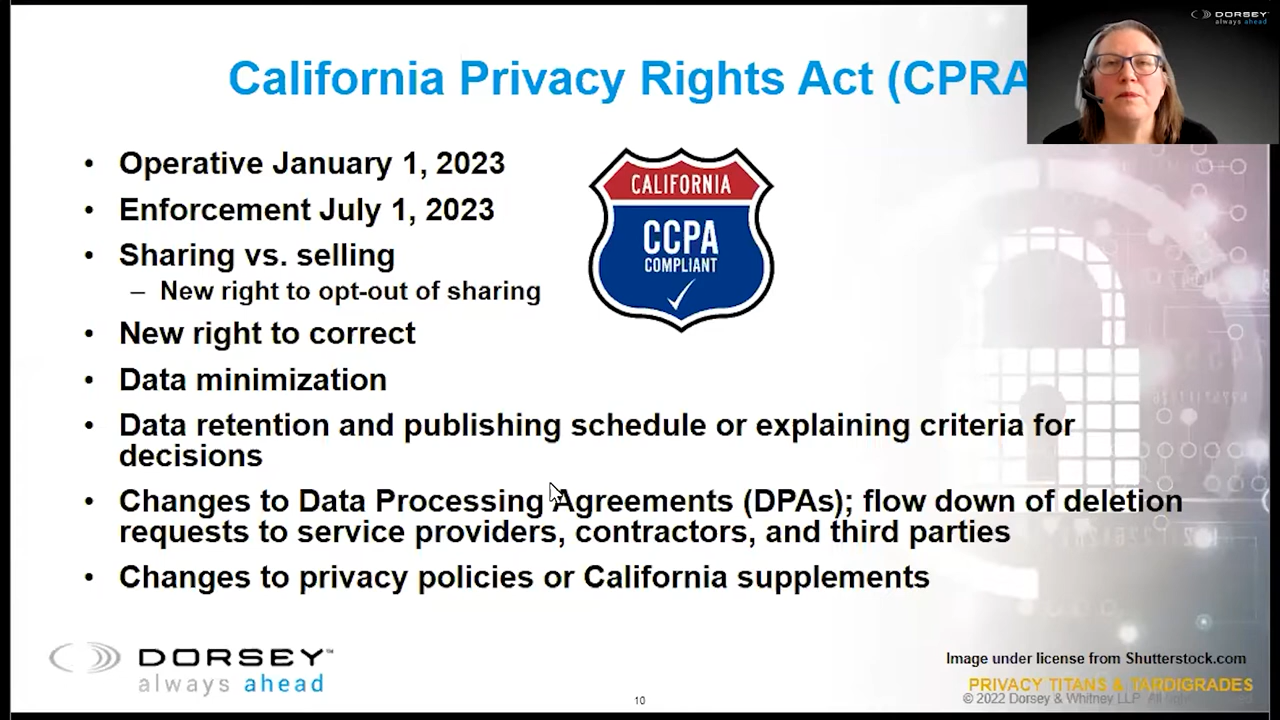 DORSEY
always ahead
California Privacy Rights Act (CPRA
• Operative January 1, 2023
• Enforcement July 1, 2023
• Sharing vs. selling
– New right to opt-out of sharing
CALIFORNIA
CCPA
COMPLIANT
• New right to correct
• Data minimization
• Data retention and publishing schedule or explaining criteria for
decisions
• Changes to Data Processing Agreements (DPAs); flow down of deletion
requests to service providers, contractors, and third parties
• Changes to privacy policies or California supplements
DORSEY™
always ahead
Image under license from Shutterstock.com
PRIVACY TITANS & TARDIGRADES
10
© 2022 Dorsey & Whitney LLP. All rights